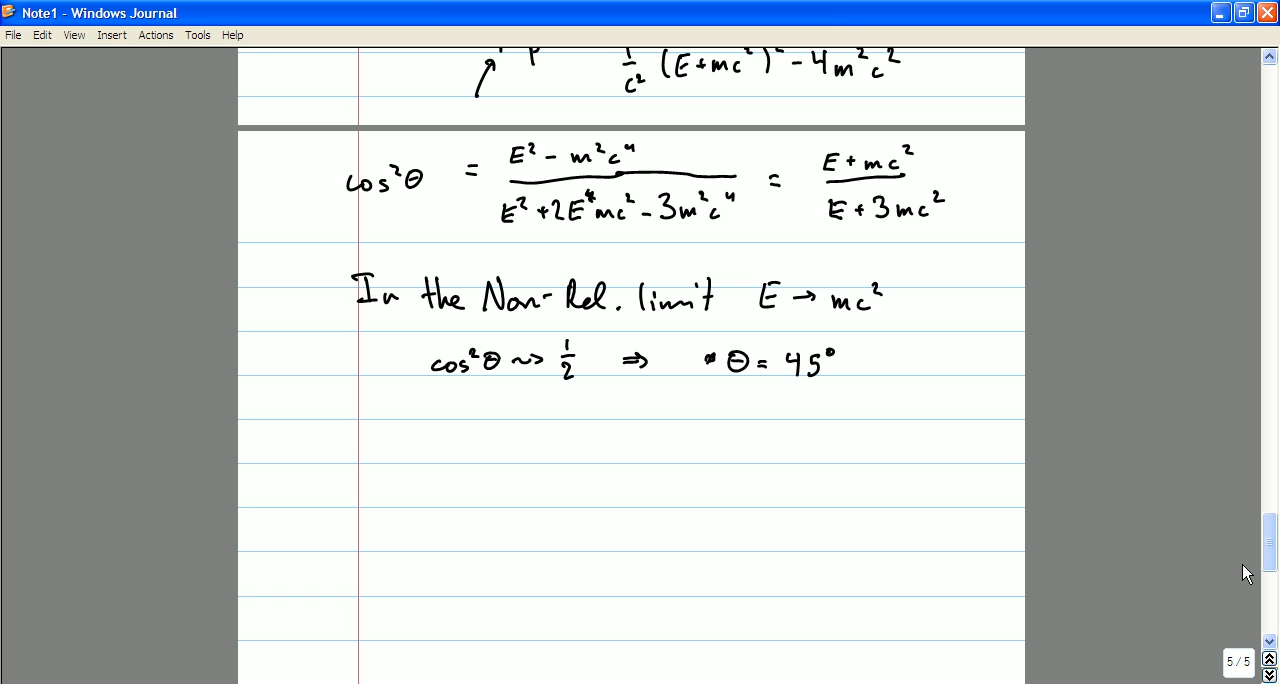 Note1 - Windows Journal
File Edit View Insert Actions Tools Help
p 1/c² (E+mc²)² - 4m²c²
cos²θ = (E² - m²c⁴)/(E² + 2E mc² - 3m²c⁴) = (E + mc²)/(E + 3mc²)
In the Non-Rel. limit E → mc²
cos²θ ~> 1/2 ⇒ θ = 45°
5 / 5